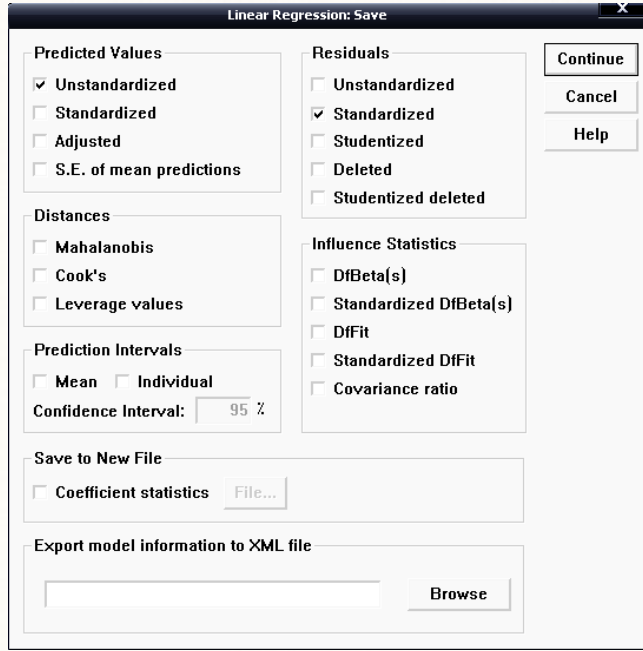 Linear Regression: Save
X
Predicted Values
Unstandardized
Standardized
Adjusted
S.E. of mean predictions
Distances
Mahalanobis
Cook's
Leverage values
Prediction Intervals
Mean Individual
Confidence Interval: 95 %
Residuals
Unstandardized
Standardized
Studentized
Deleted
Studentized deleted
Influence Statistics
DfBeta(s)
Standardized DfBeta(s)
DfFit
Standardized DfFit
Covariance ratio
Continue
Cancel
Help
Save to New File
Coefficient statistics File...
Export model information to XML file
Browse